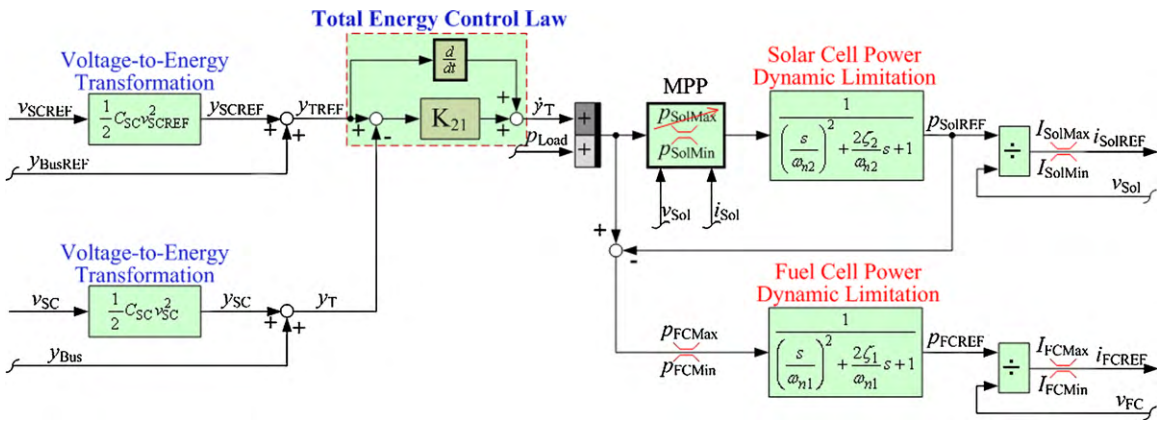 Total Energy Control Law
Voltage-to-Energy
Transformation
v_SCREF
1/2 C_SC v²_SCREF
y_SCREF
y_TREF
y_BusREF
+
+
+
-
d/dt
K_21
+
+
ẏ_T
p_Load
+
+
MPP
p_SolMax
p_SolMin
v_Sol
i_Sol
Solar Cell Power
Dynamic Limitation
1
(s/ω_n2)² + 2ζ_2/ω_n2 s+1
p_SolREF
÷
I_SolMax
I_SolMin
i_SolREF
v_Sol
Voltage-to-Energy
Transformation
v_SC
1/2 C_SC v²_SC
y_SC
y_T
y_Bus
+
+
+
-
p_FCMax
p_FCMin
Fuel Cell Power
Dynamic Limitation
1
(s/ω_n1)² + 2ζ_1/ω_n1 s+1
p_FCREF
÷
I_FCMax
I_FCMin
i_FCREF
v_FC